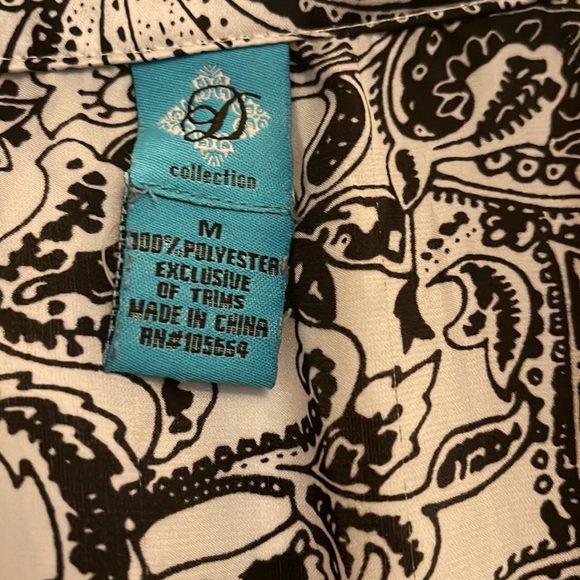 D
collection
M
100%POLYESTER
EXCLUSIVE
OF TRIMS
MADE IN CHINA
RN#105664